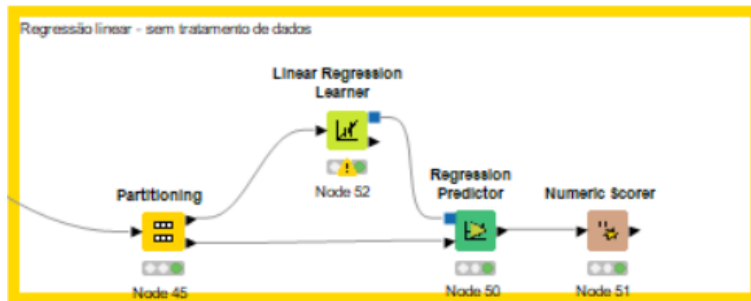 Regressão linear - sem tratamento de dados
Linear Regression
Learner
Node 52
Partitioning
Node 45
Regression
Predictor
Node 50
Numeric Scorer
Node 51